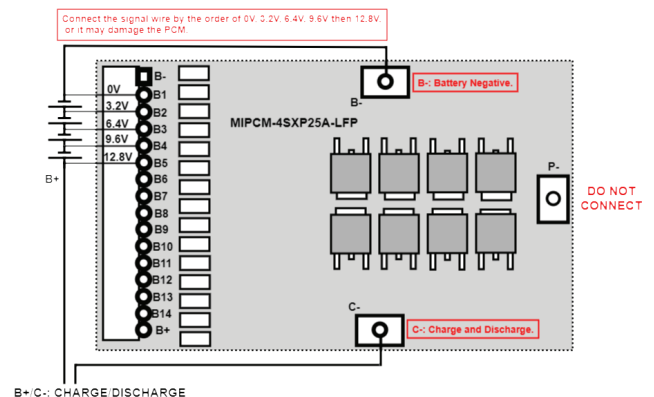 Connect the signal wire by the order of 0V, 3.2V, 6.4V, 9.6V then 12.8V,
or it may damage the PCM.
B-
0V
B1
3.2V
B2
6.4V
B3
9.6V
B4
12.8V
B5
B+
B6
B7
B8
B9
B10
B11
B12
B13
B14
B+
B-
B-: Battery Negative.
MIPCM-4SXP25A-LFP
P-
DO NOT
CONNECT
C-
C-: Charge and Discharge.
B+/C-: CHARGE/DISCHARGE